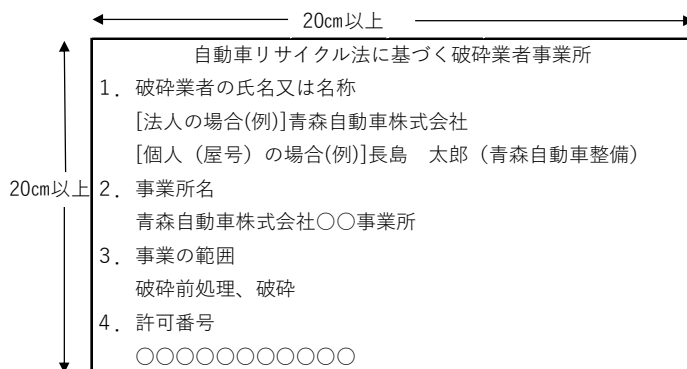 20㎝以上
自動車リサイクル法に基づく破砕業者事業所
1．破砕業者の氏名又は名称
[法人の場合(例)]青森自動車株式会社
[個人（屋号）の場合(例)]長島　太郎（青森自動車整備）
20㎝以上
2．事業所名
青森自動車株式会社○○事業所
3．事業の範囲
破砕前処理、破砕
4．許可番号
○○○○○○○○○○○